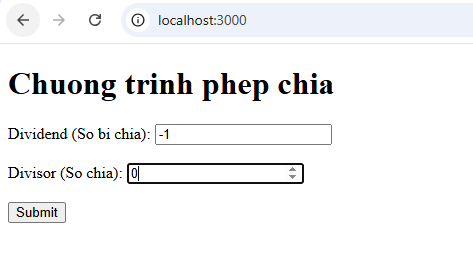 localhost:3000
Chuong trinh phep chia
Dividend (So bi chia): -1
Divisor (So chia): 0
Submit